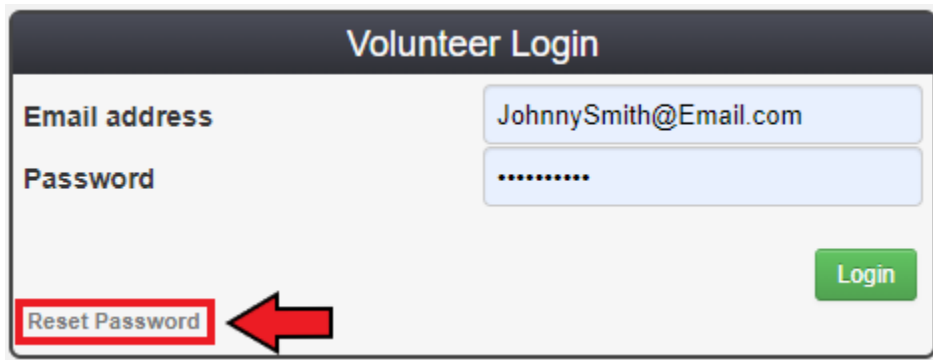 Volunteer Login
Email address JohnnySmith@Email.com
Password ••••••••••
Login
Reset Password